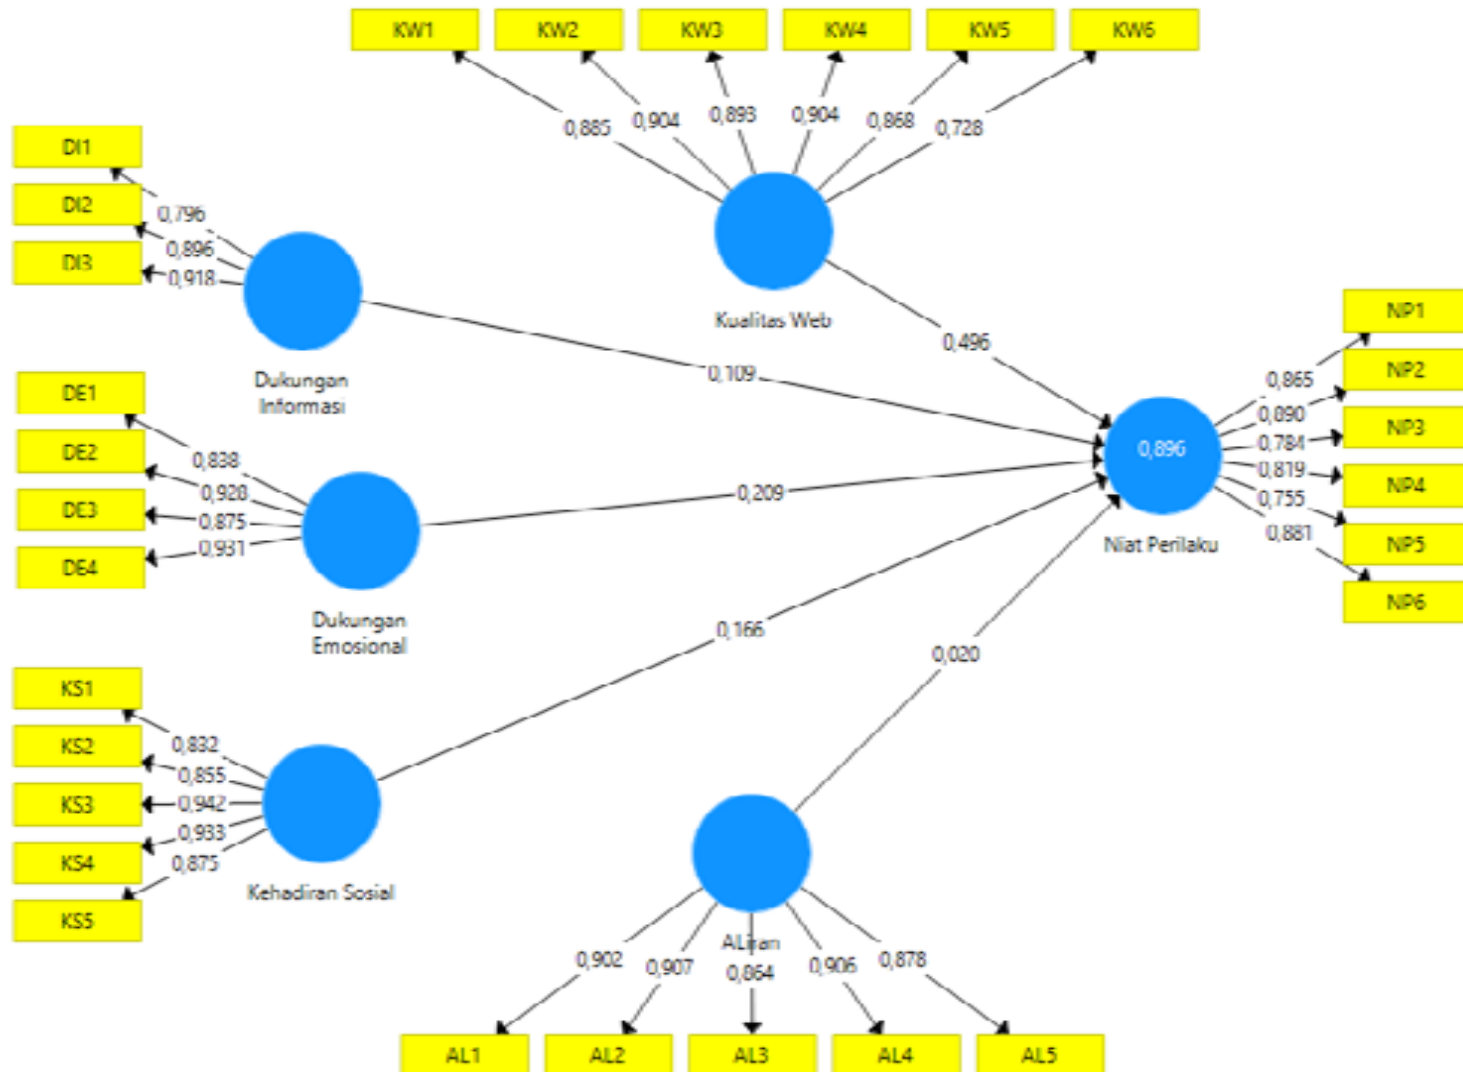 KW1
KW2
KW3
KW4
KW5
KW6
0,885
0,904
0,893
0,904
0,868
0,728
Kualitas Web
DI1
DI2
DI3
0,796
0,896
0,918
Dukungan
Informasi
0,109
0,496
DE1
DE2
DE3
DE4
0,838
0,928
0,875
0,931
Dukungan
Emosional
0,209
0,896
Niat Perilaku
NP1
NP2
NP3
NP4
NP5
NP6
0,865
0,890
0,784
0,819
0,755
0,881
KS1
KS2
KS3
KS4
KS5
0,832
0,855
0,942
0,933
0,875
Kehadiran Sosial
0,166
0,020
ALiran
0,902
0,907
0,864
0,906
0,878
AL1
AL2
AL3
AL4
AL5